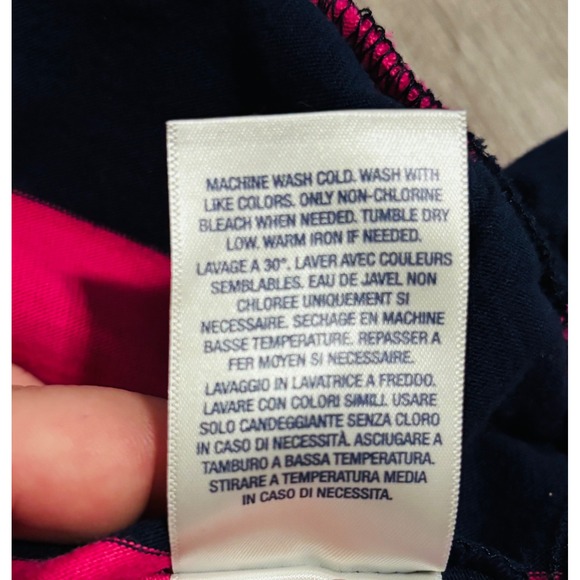 MACHINE WASH COLD. WASH WITH
LIKE COLORS. ONLY NON-CHLORINE
BLEACH WHEN NEEDED. TUMBLE DRY
LOW. WARM IRON IF NEEDED.
LAVAGE A 30°. LAVER AVEC COULEURS
SEMBLABLES. EAU DE JAVEL NON
CHLOREE UNIQUEMENT SI
NECESSAIRE. SECHAGE EN MACHINE
BASSE TEMPERATURE. REPASSER A
FER MOYEN SI NECESSAIRE.
LAVAGGIO IN LAVATRICE A FREDDO.
LAVARE CON COLORI SIMILI. USARE
SOLO CANDEGGIANTE SENZA CLORO
IN CASO DI NECESSITÀ. ASCIUGARE A
TAMBURO A BASSA TEMPERATURA.
STIRARE A TEMPERATURA MEDIA
IN CASO DI NECESSITA.